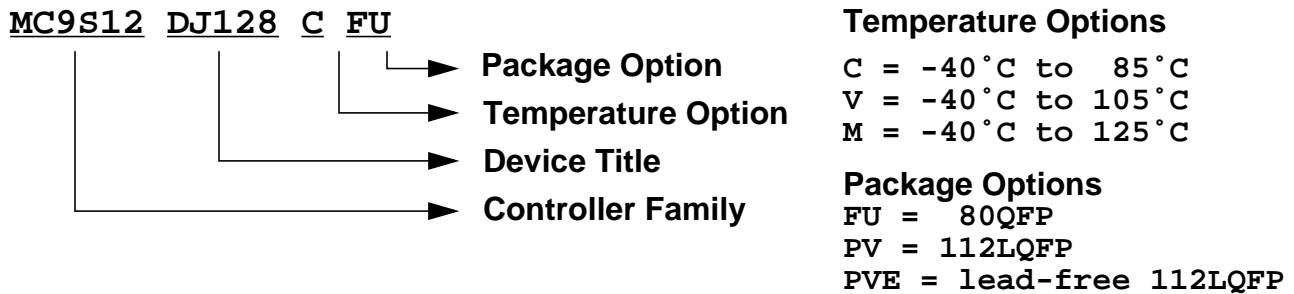 MC9S12 DJ128 C FU
Package Option
Temperature Option
Device Title
Controller Family
Temperature Options
C = -40˚C to 85˚C
V = -40˚C to 105˚C
M = -40˚C to 125˚C
Package Options
FU = 80QFP
PV = 112LQFP
PVE = lead-free 112LQFP